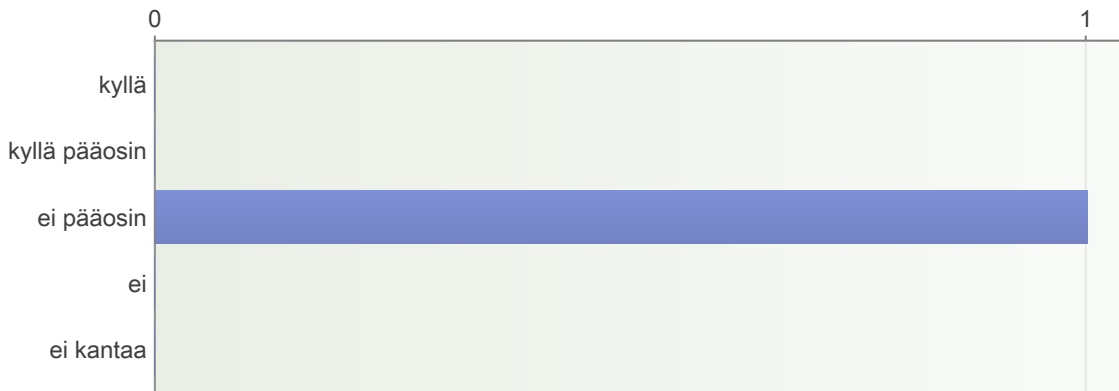 0 1
kyllä
kyllä pääosin
ei pääosin
ei
ei kantaa